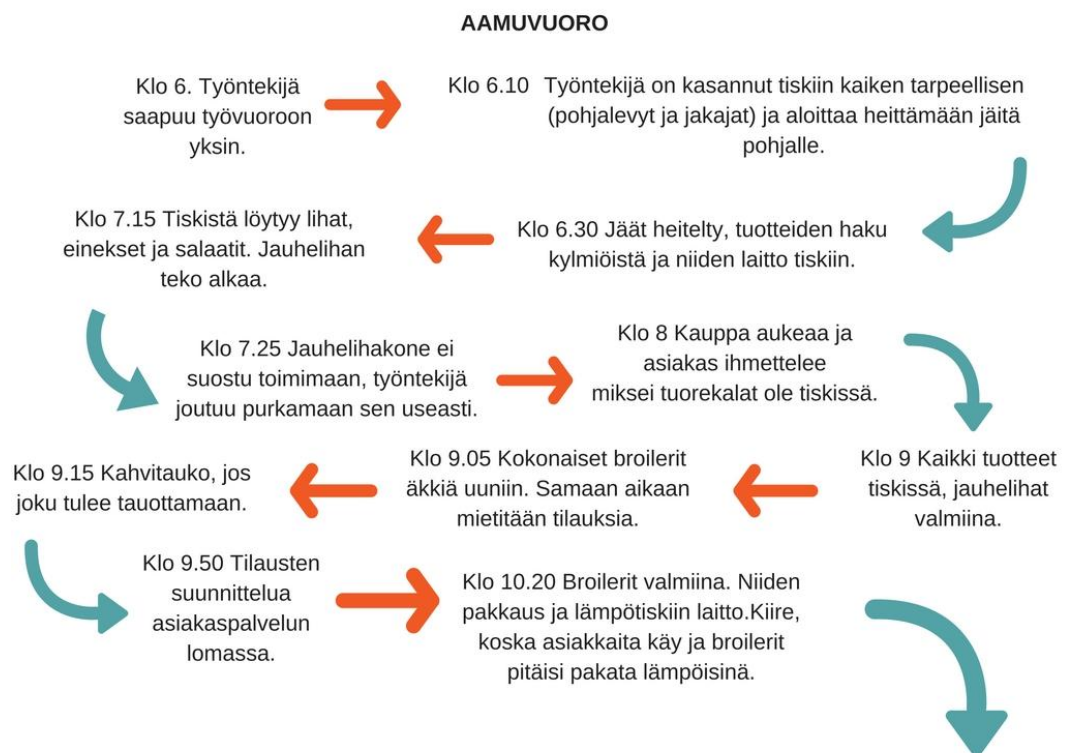 AAMUVUORO
Klo 6. Työntekijä
saapuu työvuoroon
yksin.
Klo 6.10 Työntekijä on kasannut tiskiin kaiken tarpeellisen
(pohjalevyt ja jakajat) ja aloittaa heittämään jäitä
pohjalle.
Klo 6.30 Jäät heitelty, tuotteiden haku
kylmiöistä ja niiden laitto tiskiin.
Klo 7.15 Tiskistä löytyy lihat,
einekset ja salaatit. Jauhelihan
teko alkaa.
Klo 7.25 Jauhelihakone ei
suostu toimimaan, työntekijä
joutuu purkamaan sen useasti.
Klo 8 Kauppa aukeaa ja
asiakas ihmettelee
miksei tuorekalat ole tiskissä.
Klo 9 Kaikki tuotteet
tiskissä, jauhelihat
valmiina.
Klo 9.05 Kokonaiset broilerit
äkkiä uuniin. Samaan aikaan
mietitään tilauksia.
Klo 9.15 Kahvitauko, jos
joku tulee tauottamaan.
Klo 9.50 Tilausten
suunnittelua
asiakaspalvelun
lomassa.
Klo 10.20 Broilerit valmiina. Niiden
pakkaus ja lämpötiskiin laitto.Kiire,
koska asiakkaita käy ja broilerit
pitäisi pakata lämpöisinä.